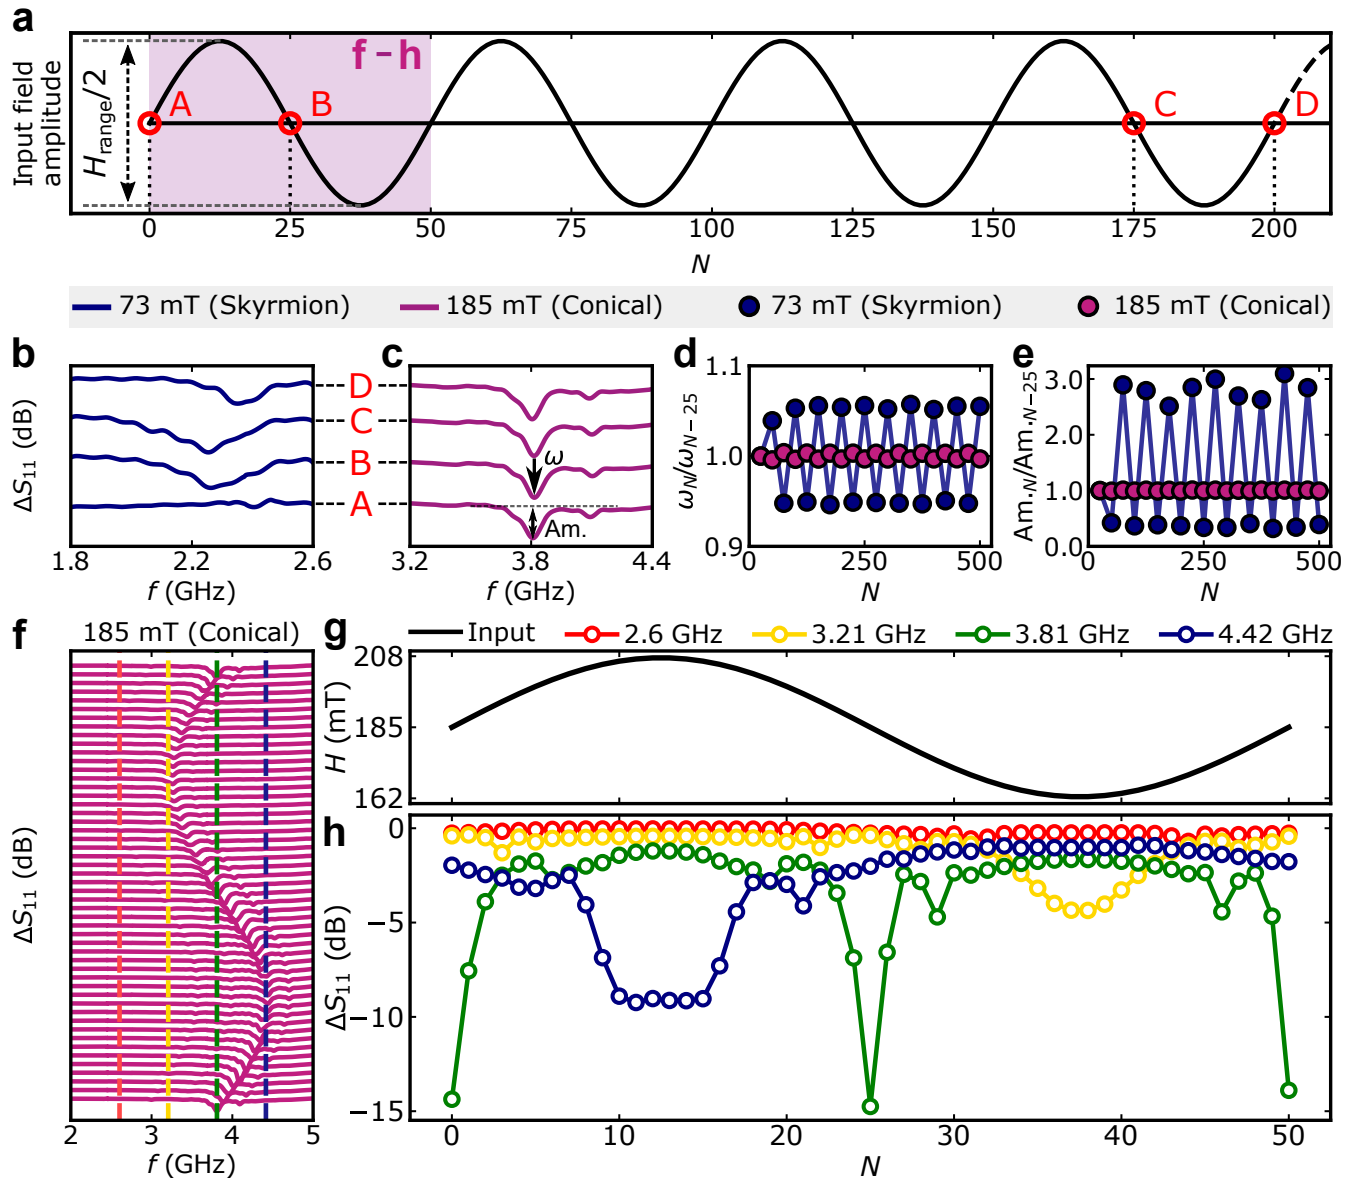 a
Input field
amplitude
H_range/2
f – h
A
B
C
D
0 25 50 75 100 125 150 175 200
N
73 mT (Skyrmion) 185 mT (Conical) 73 mT (Skyrmion) 185 mT (Conical)
b
ΔS₁₁ (dB)
1.8 2.2 2.6
f (GHz)
D
C
B
A
c
ω
Am.
3.2 3.8 4.4
f (GHz)
d
ω_N/ω_{N−25}
1.1
1.0
0.9
0 250 500
N
e
Am._N/Am._{N−25}
3.0
2.0
1.0
0.0
0 250 500
N
f
185 mT (Conical)
ΔS₁₁ (dB)
2 3 4 5
f (GHz)
g
Input 2.6 GHz 3.21 GHz 3.81 GHz 4.42 GHz
H (mT)
208
185
162
h
ΔS₁₁ (dB)
0
−5
−10
−15
0 10 20 30 40 50
N